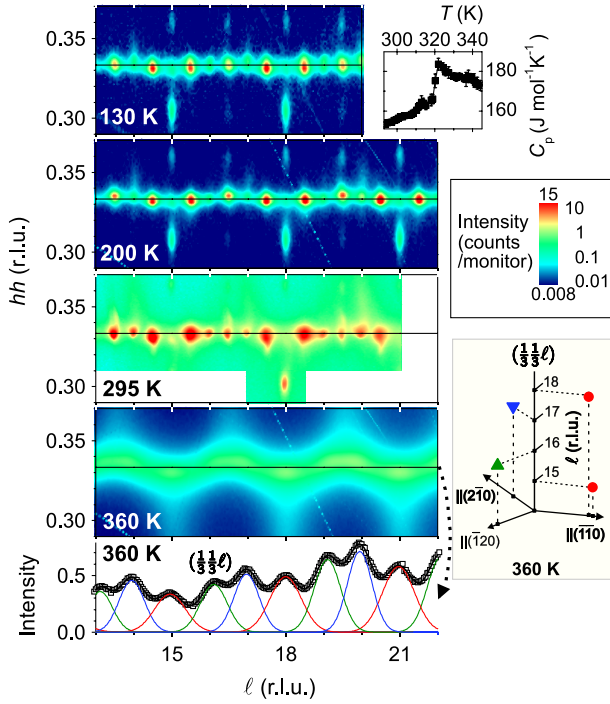 0.35
0.30
130 K
T (K)
300 320 340
180
160
C_p (J mol⁻¹K⁻¹)
0.35
0.30
200 K
hh (r.l.u.)
15
10
1
0.1
0.01
0.008
Intensity
(counts
/monitor)
0.35
0.30
295 K
0.35
0.30
360 K
(1/3 1/3 ℓ)
18
17
16
15
ℓ (r.l.u.)
||(2̄1̄0)
||(1̄20)
||(1̄1̄0)
360 K
360 K
(1/3 1/3 ℓ)
Intensity
0.5
0.0
15 18 21
ℓ (r.l.u.)